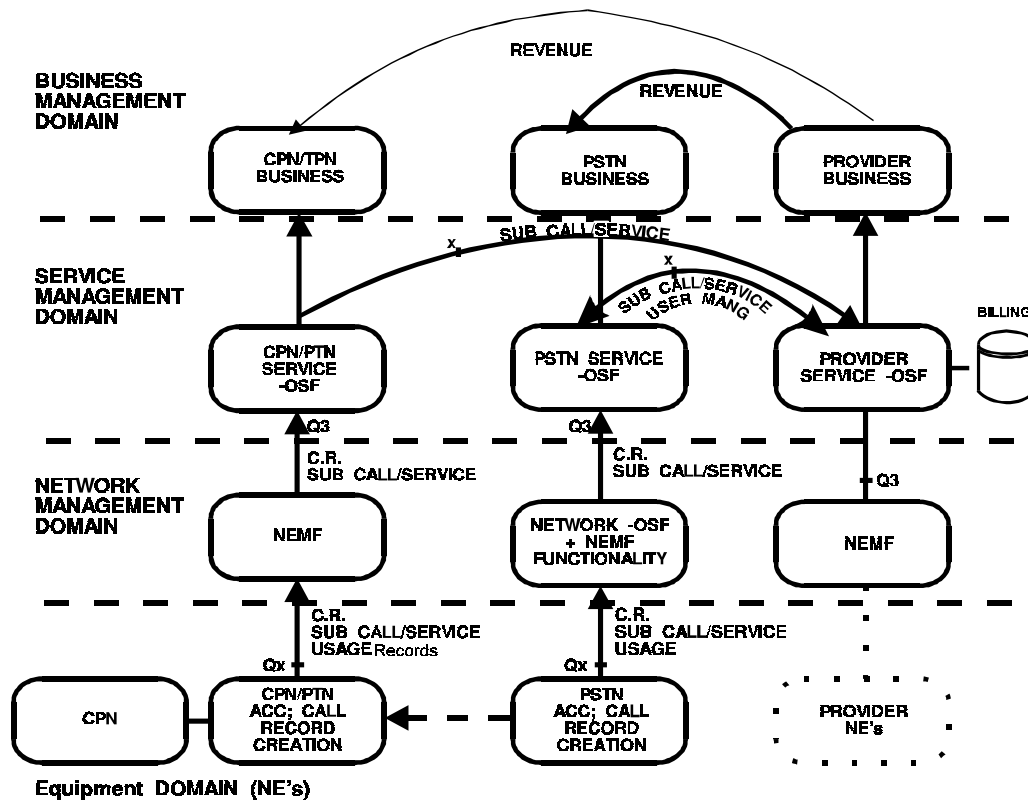 REVENUE
BUSINESS
MANAGEMENT
DOMAIN
REVENUE
CPN/TPN
BUSINESS
PSTN
BUSINESS
PROVIDER
BUSINESS
SERVICE
MANAGEMENT
DOMAIN
x
SUB CALL/SERVICE
x
SUB CALL/SERVICE
USER MANG
BILLING
CPN/PTN
SERVICE
-OSF
PSTN SERVICE
-OSF
PROVIDER
SERVICE -OSF
Q3
Q3
NETWORK
MANAGEMENT
DOMAIN
C.R.
SUB CALL/SERVICE
C.R.
SUB CALL/SERVICE
Q3
NEMF
NETWORK -OSF
+ NEMF
FUNCTIONALITY
NEMF
C.R.
SUB CALL/SERVICE
USAGE Records
Qx
C.R.
SUB CALL/SERVICE
USAGE
Qx
CPN
CPN/PTN
ACC; CALL
RECORD
CREATION
PSTN
ACC; CALL
RECORD
CREATION
PROVIDER
NE's
Equipment DOMAIN (NE's)